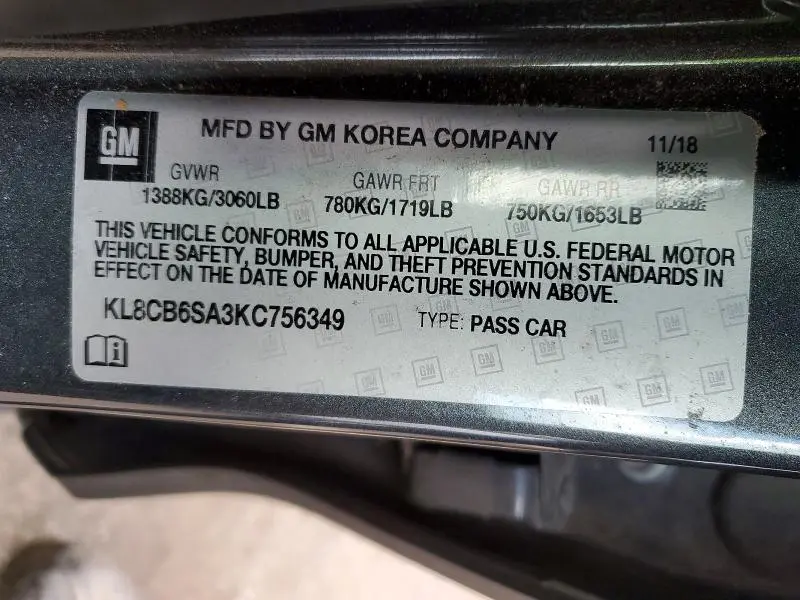 GM
MFD BY GM KOREA COMPANY
11/18
GVWR GAWR FRT GAWR RR
1388KG/3060LB 780KG/1719LB 750KG/1653LB
THIS VEHICLE CONFORMS TO ALL APPLICABLE U.S. FEDERAL MOTOR
VEHICLE SAFETY, BUMPER, AND THEFT PREVENTION STANDARDS IN
EFFECT ON THE DATE OF MANUFACTURE SHOWN ABOVE.
KL8CB6SA3KC756349 TYPE: PASS CAR